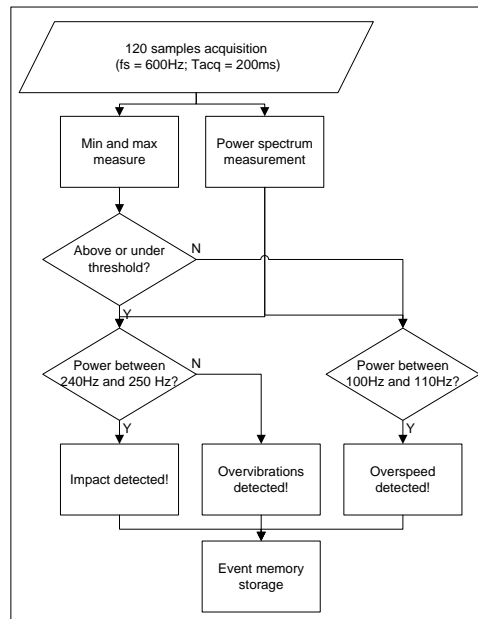 120 samples acquisition
(fs = 600Hz; Tacq = 200ms)
Min and max
measure
Power spectrum
measurement
Above or under
threshold?
N
Y
Power between
240Hz and 250 Hz?
N
Power between
100Hz and 110Hz?
Y
Y
Impact detected!
Overvibrations
detected!
Overspeed
detected!
Event memory
storage